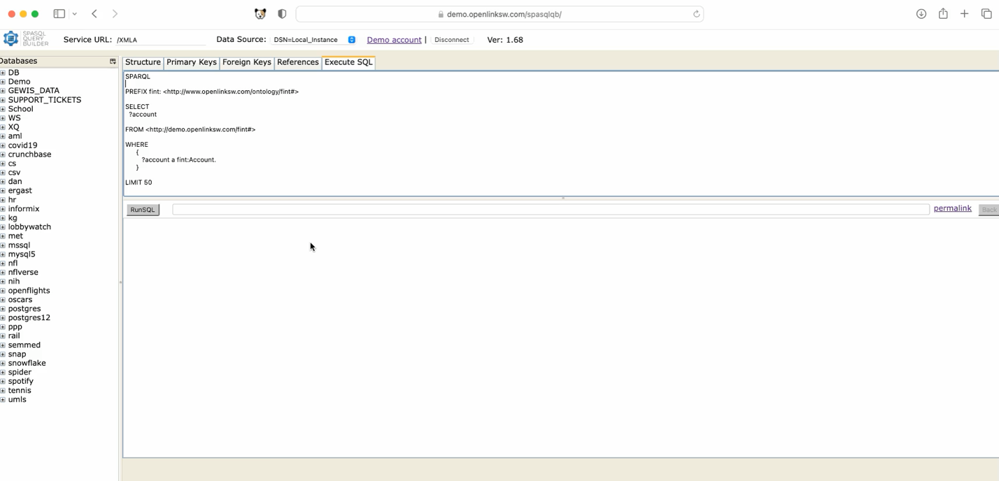 demo.openlinksw.com/spasqlqb/
SPASQL
QUERY
BUILDER
Service URL: /XMLA
Data Source: DSN=Local_Instance
Demo account | Disconnect
Ver: 1.68
Databases
DB
Demo
GEWIS_DATA
SUPPORT_TICKETS
School
WS
XQ
aml
covid19
crunchbase
cs
csv
dan
ergast
hr
informix
kg
lobbywatch
met
mssql
mysql5
nfl
nflverse
nih
openflights
oscars
postgres
postgres12
ppp
rail
semmed
snap
snowflake
spider
spotify
tennis
umls
Structure Primary Keys Foreign Keys References Execute SQL
SPARQL
PREFIX fint: <http://www.openlinksw.com/ontology/fint#>
SELECT
?account
FROM <http://demo.openlinksw.com/fint#>
WHERE
{
?account a fint:Account.
}
LIMIT 50
RunSQL permalink Back